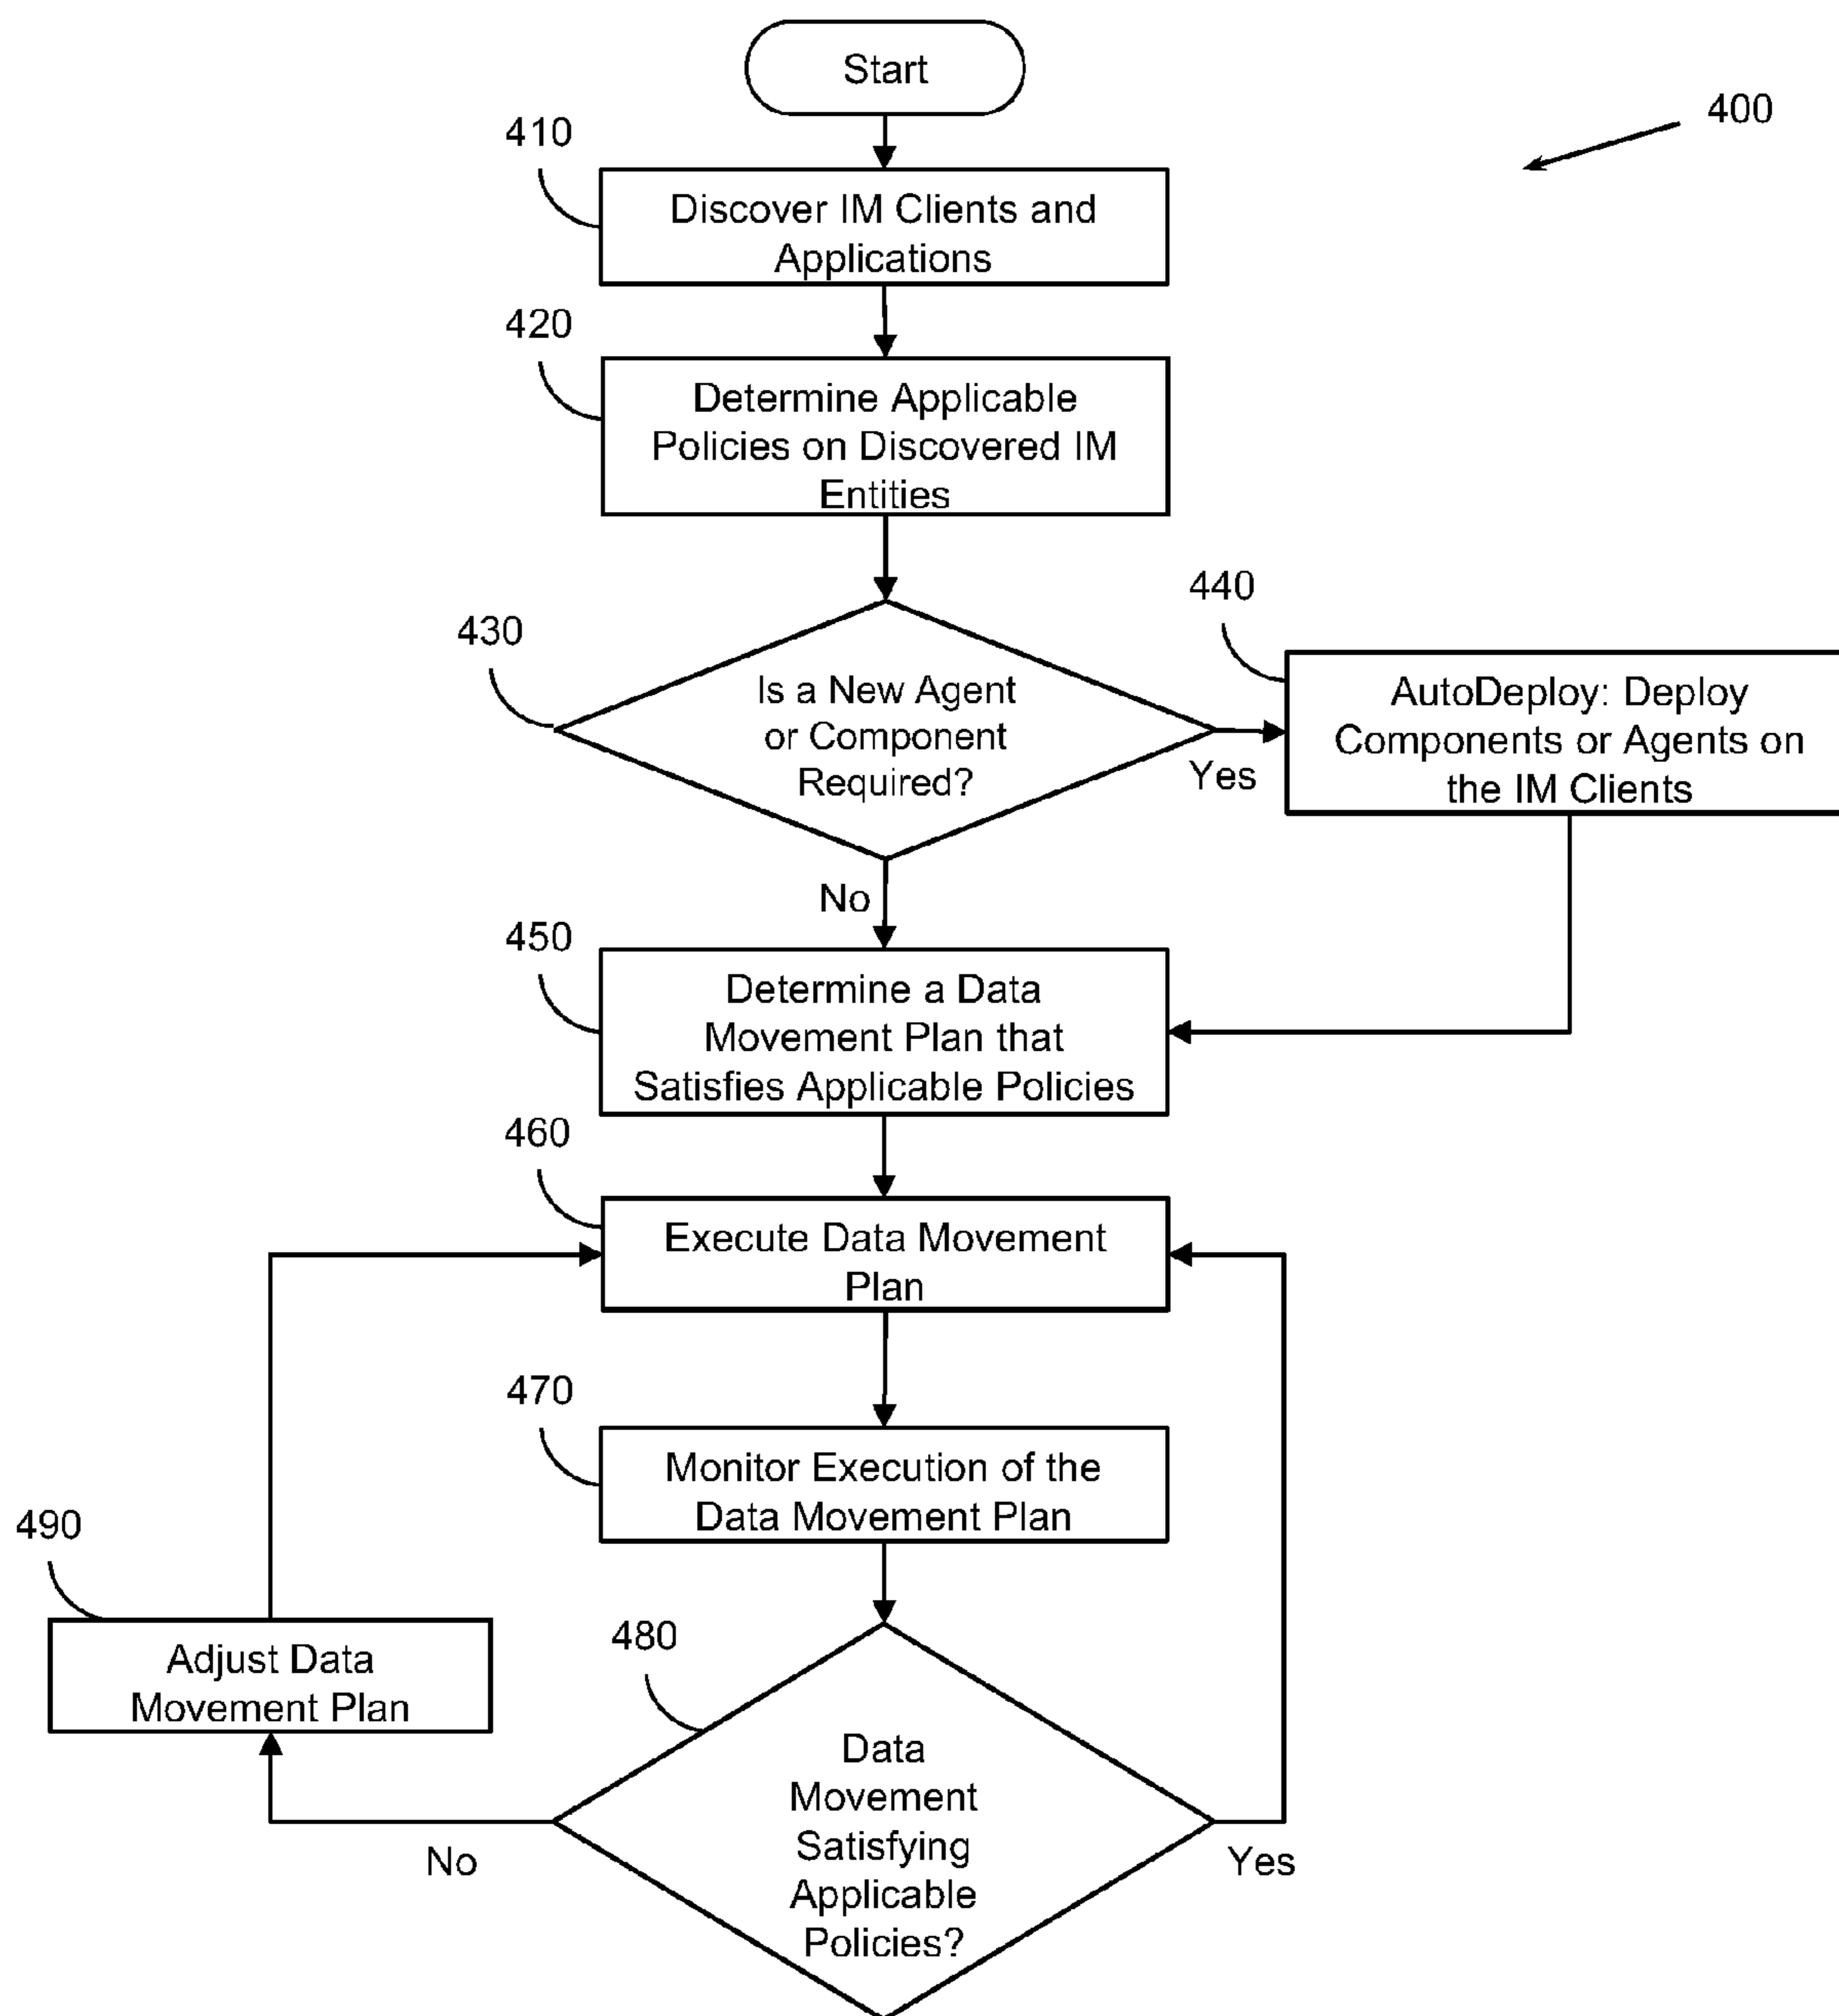 Start
400
410
Discover IM Clients and
Applications
420
Determine Applicable
Policies on Discovered IM
Entities
430
Is a New Agent
or Component
Required?
Yes
440
AutoDeploy: Deploy
Components or Agents on
the IM Clients
No
450
Determine a Data
Movement Plan that
Satisfies Applicable Policies
460
Execute Data Movement
Plan
470
Monitor Execution of the
Data Movement Plan
490
Adjust Data
Movement Plan
480
Data
Movement
Satisfying
Applicable
Policies?
No
Yes